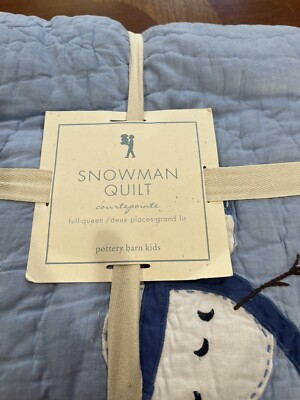 SNOWMAN
QUILT
courtepointe
full-queen / deux places-grand lit
pottery barn kids